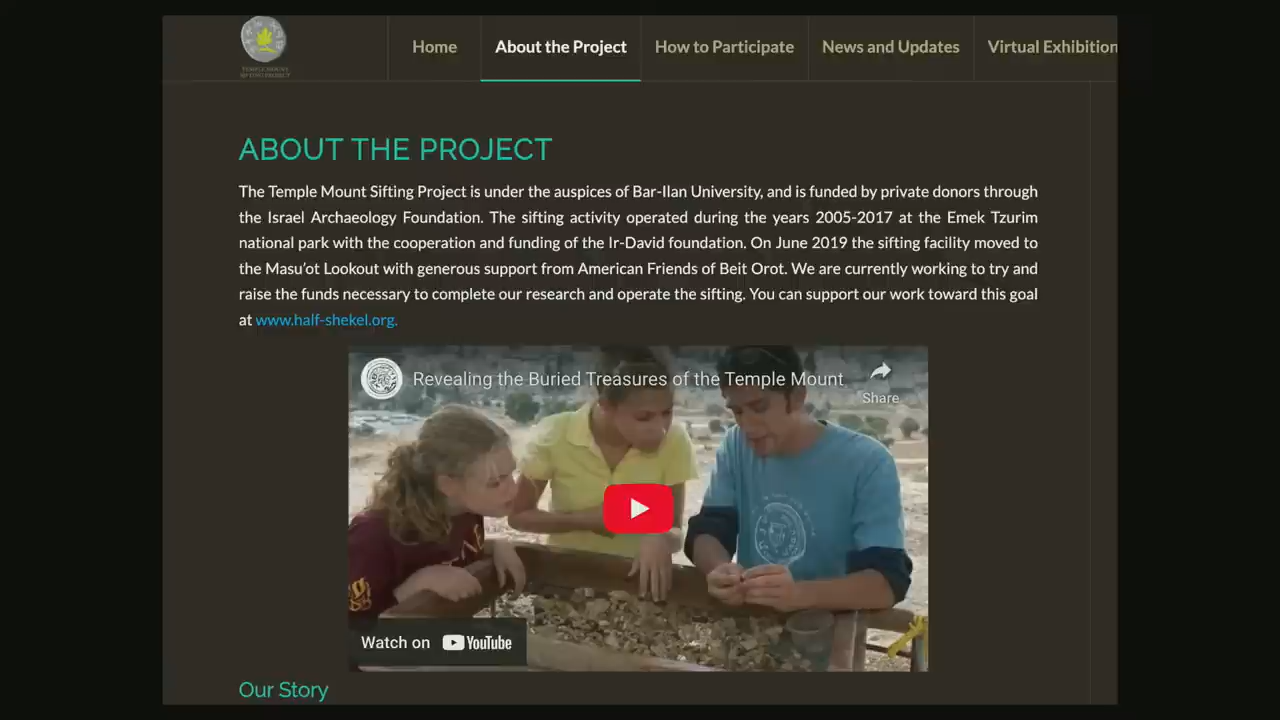 Home About the Project How to Participate News and Updates Virtual Exhibition
TEMPLE MOUNT
SIFTING PROJECT
ABOUT THE PROJECT
The Temple Mount Sifting Project is under the auspices of Bar-Ilan University, and is funded by private donors through
the Israel Archaeology Foundation. The sifting activity operated during the years 2005-2017 at the Emek Tzurim
national park with the cooperation and funding of the Ir-David foundation. On June 2019 the sifting facility moved to
the Masu’ot Lookout with generous support from American Friends of Beit Orot. We are currently working to try and
raise the funds necessary to complete our research and operate the sifting. You can support our work toward this goal
at www.half-shekel.org.
Revealing the Buried Treasures of the Temple Mount
Share
Watch on YouTube
Our Story